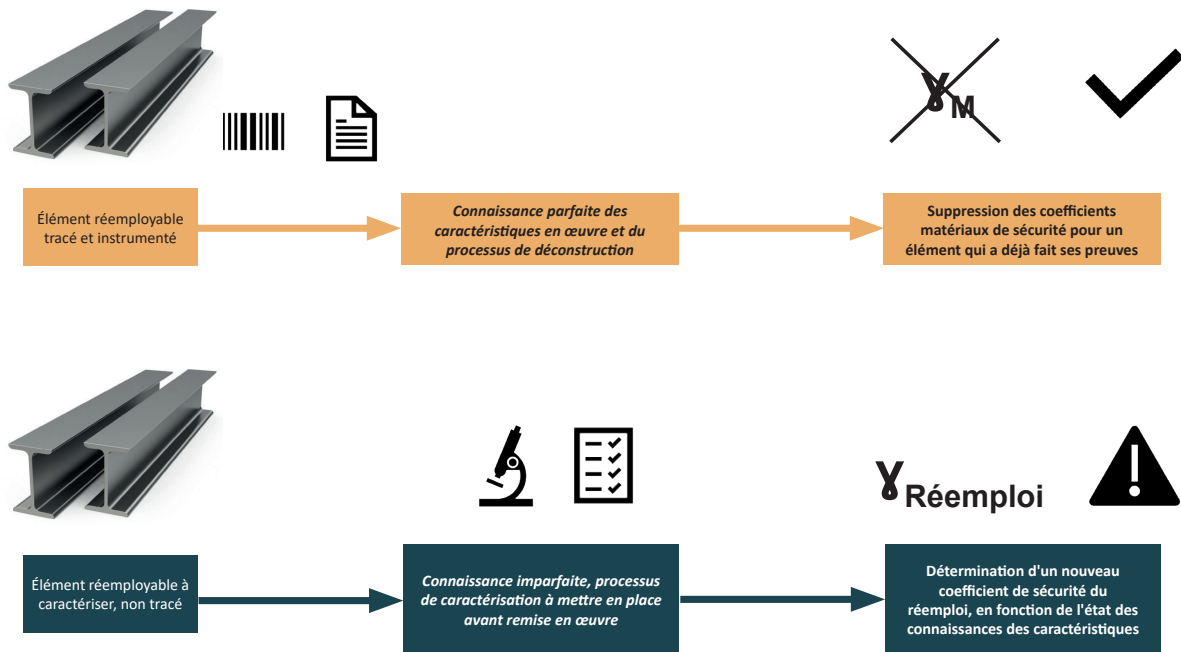 ɣ M
Élément réemployable
tracé et instrumenté
Connaissance parfaite des
caractéristiques en œuvre et du
processus de déconstruction
Suppression des coefficients
matériaux de sécurité pour un
élément qui a déjà fait ses preuves
ɣ Réemploi
Élément réemployable à
caractériser, non tracé
Connaissance imparfaite, processus
de caractérisation à mettre en place
avant remise en œuvre
Détermination d'un nouveau
coefficient de sécurité du
réemploi, en fonction de l'état des
connaissances des caractéristiques